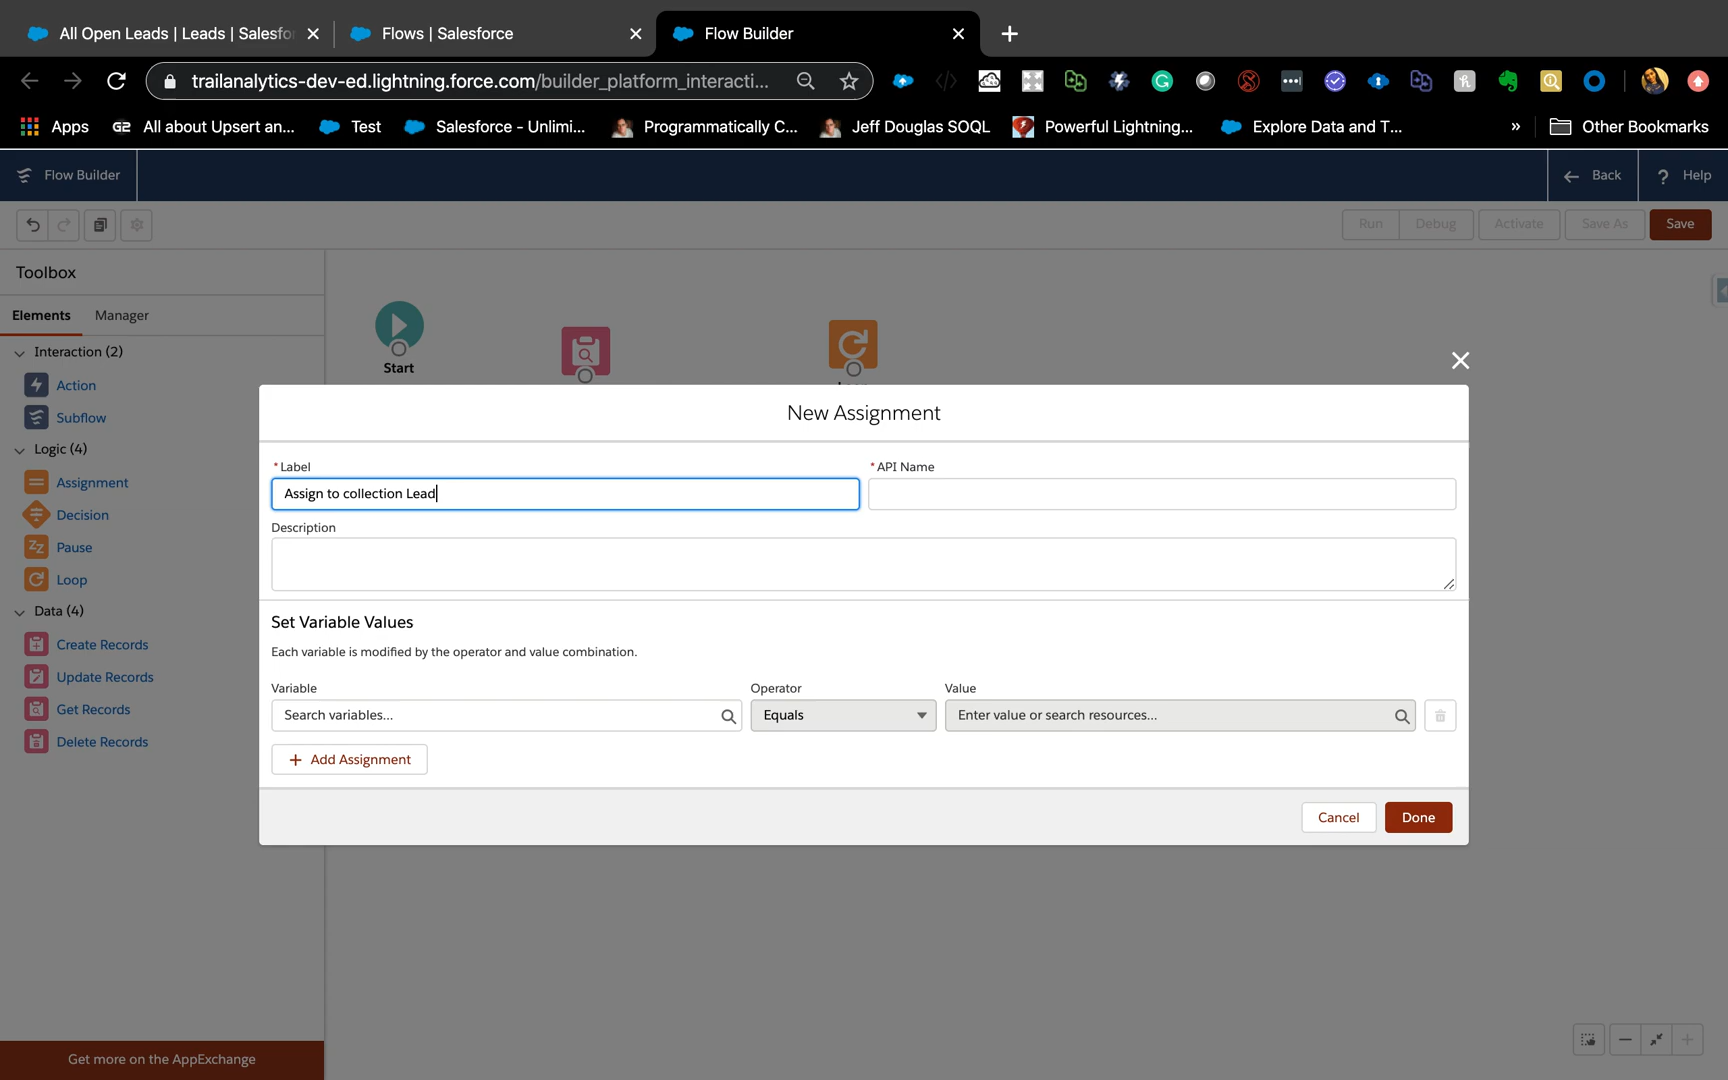 All Open Leads | Leads | Salesfo
Flows | Salesforce
Flow Builder
trailanalytics-dev-ed.lightning.force.com/builder_platform_interacti...
Apps
G2 All about Upsert an...
Test
Salesforce - Unlimi...
Programmatically C...
Jeff Douglas SOQL
Powerful Lightning...
Explore Data and T...
»
Other Bookmarks
Flow Builder
Back
? Help
Run
Debug
Activate
Save As
Save
Toolbox
Elements
Manager
Interaction (2)
Action
Subflow
Logic (4)
Assignment
Decision
Pause
Loop
Data (4)
Create Records
Update Records
Get Records
Delete Records
Get more on the AppExchange
Start
New Assignment
* Label
Assign to collection Lead
* API Name
Description
Set Variable Values
Each variable is modified by the operator and value combination.
Variable
Operator
Value
Search variables...
Equals
Enter value or search resources...
+ Add Assignment
Cancel
Done